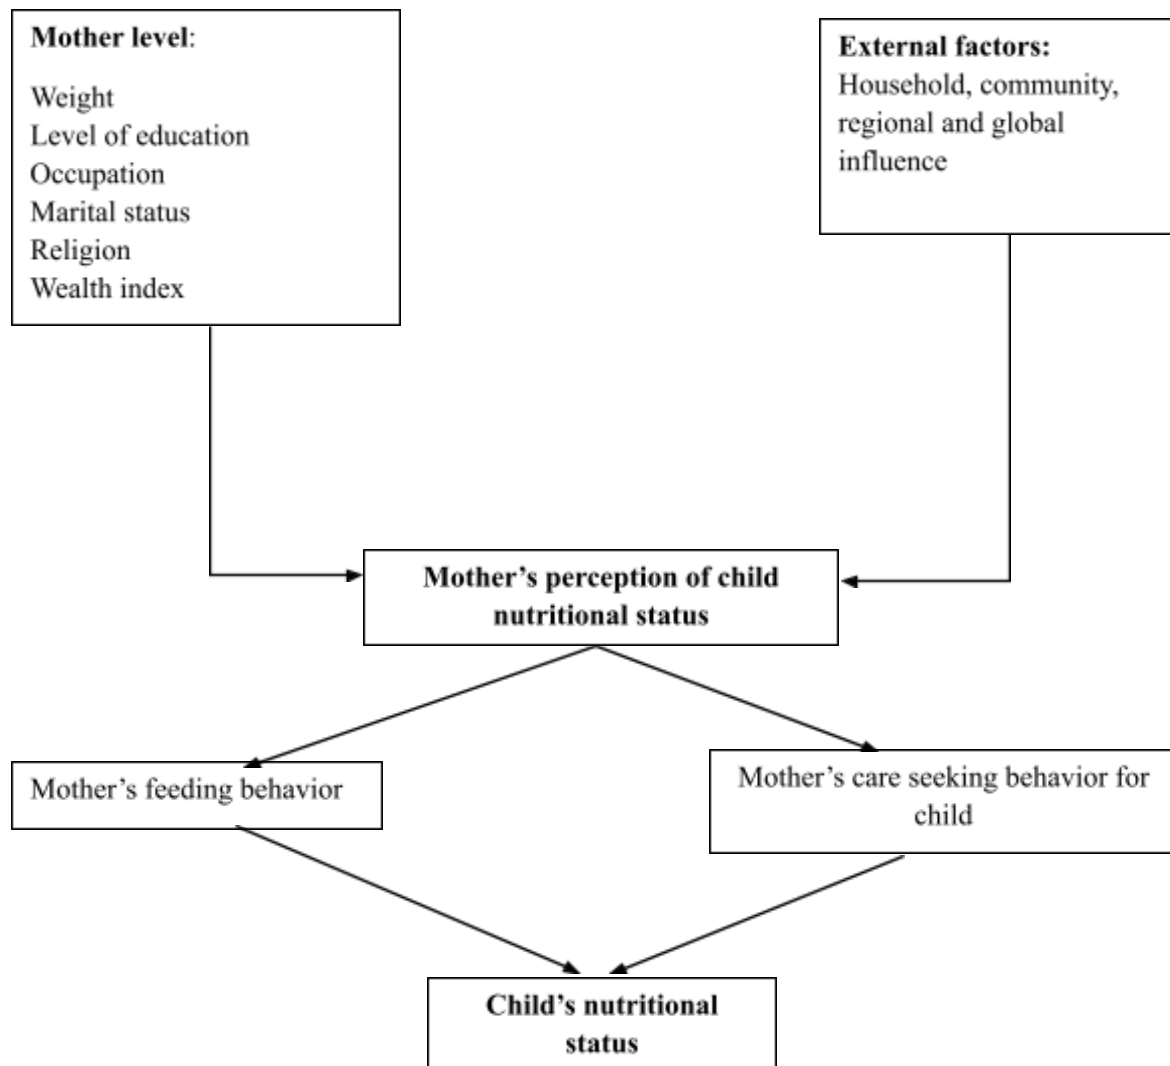 Mother level:
Weight
Level of education
Occupation
Marital status
Religion
Wealth index
External factors:
Household, community,
regional and global
influence
Mother’s perception of child
nutritional status
Mother’s feeding behavior
Mother’s care seeking behavior for
child
Child’s nutritional
status